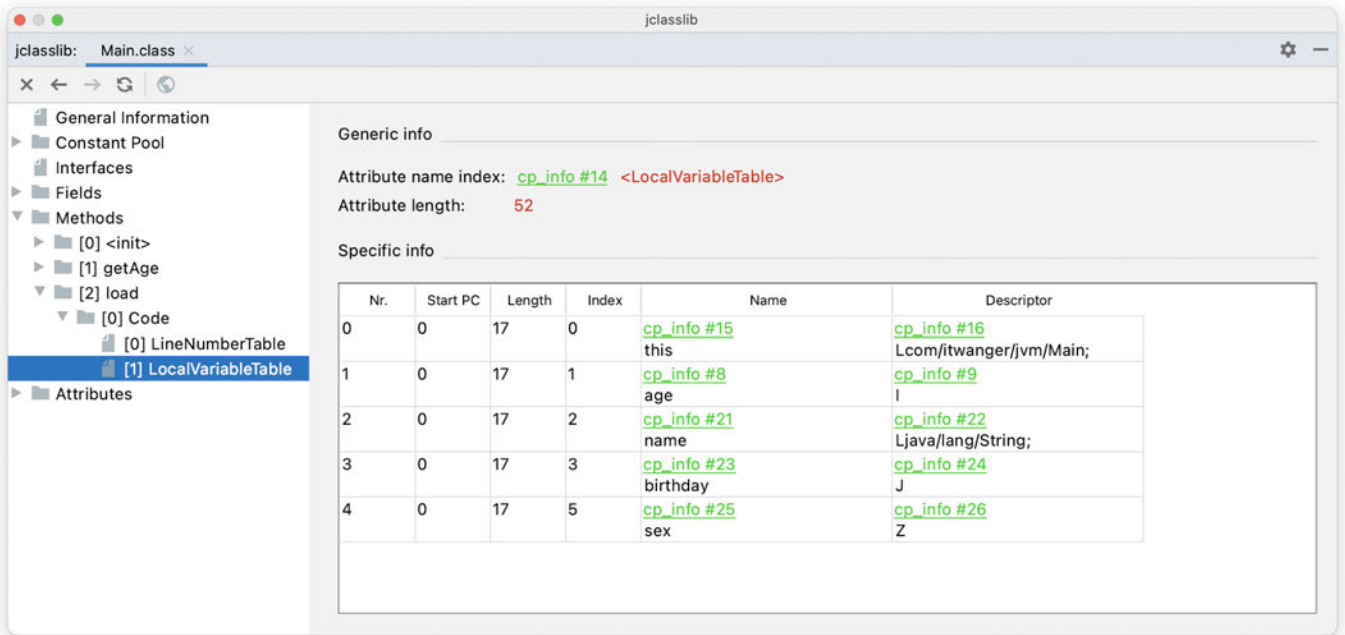 jclasslib
jclasslib: Main.class
General Information
Constant Pool
Interfaces
Fields
Methods
[0] <init>
[1] getAge
[2] load
[0] Code
[0] LineNumberTable
[1] LocalVariableTable
Attributes
Generic info
Attribute name index: cp_info #14 <LocalVariableTable>
Attribute length: 52
Specific info
Nr. Start PC Length Index Name Descriptor
0 0 17 0 cp_info #15 cp_info #16
this Lcom/itwanger/jvm/Main;
1 0 17 1 cp_info #8 cp_info #9
age I
2 0 17 2 cp_info #21 cp_info #22
name Ljava/lang/String;
3 0 17 3 cp_info #23 cp_info #24
birthday J
4 0 17 5 cp_info #25 cp_info #26
sex Z